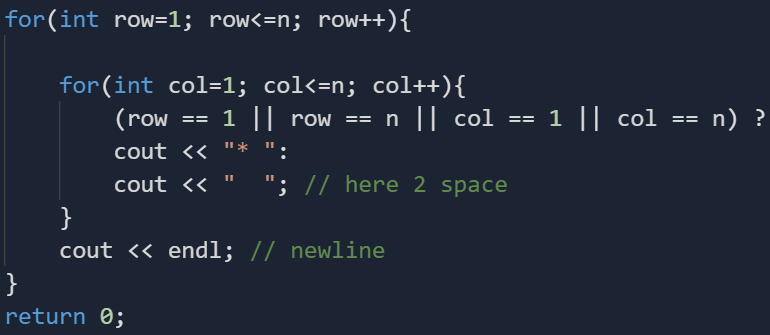 for(int row=1; row<=n; row++){
for(int col=1; col<=n; col++){
(row == 1 || row == n || col == 1 || col == n) ?
cout << "* ":
cout << "  "; // here 2 space
}
cout << endl; // newline
}
return 0;